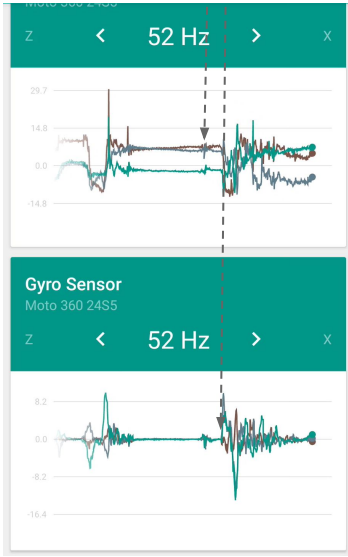 Moto 360 24S5
Z < 52 Hz > X
29.7
14.8
0.0
-14.8
Gyro Sensor
Moto 360 24S5
Z < 52 Hz > X
8.2
0.0
-8.2
-16.4